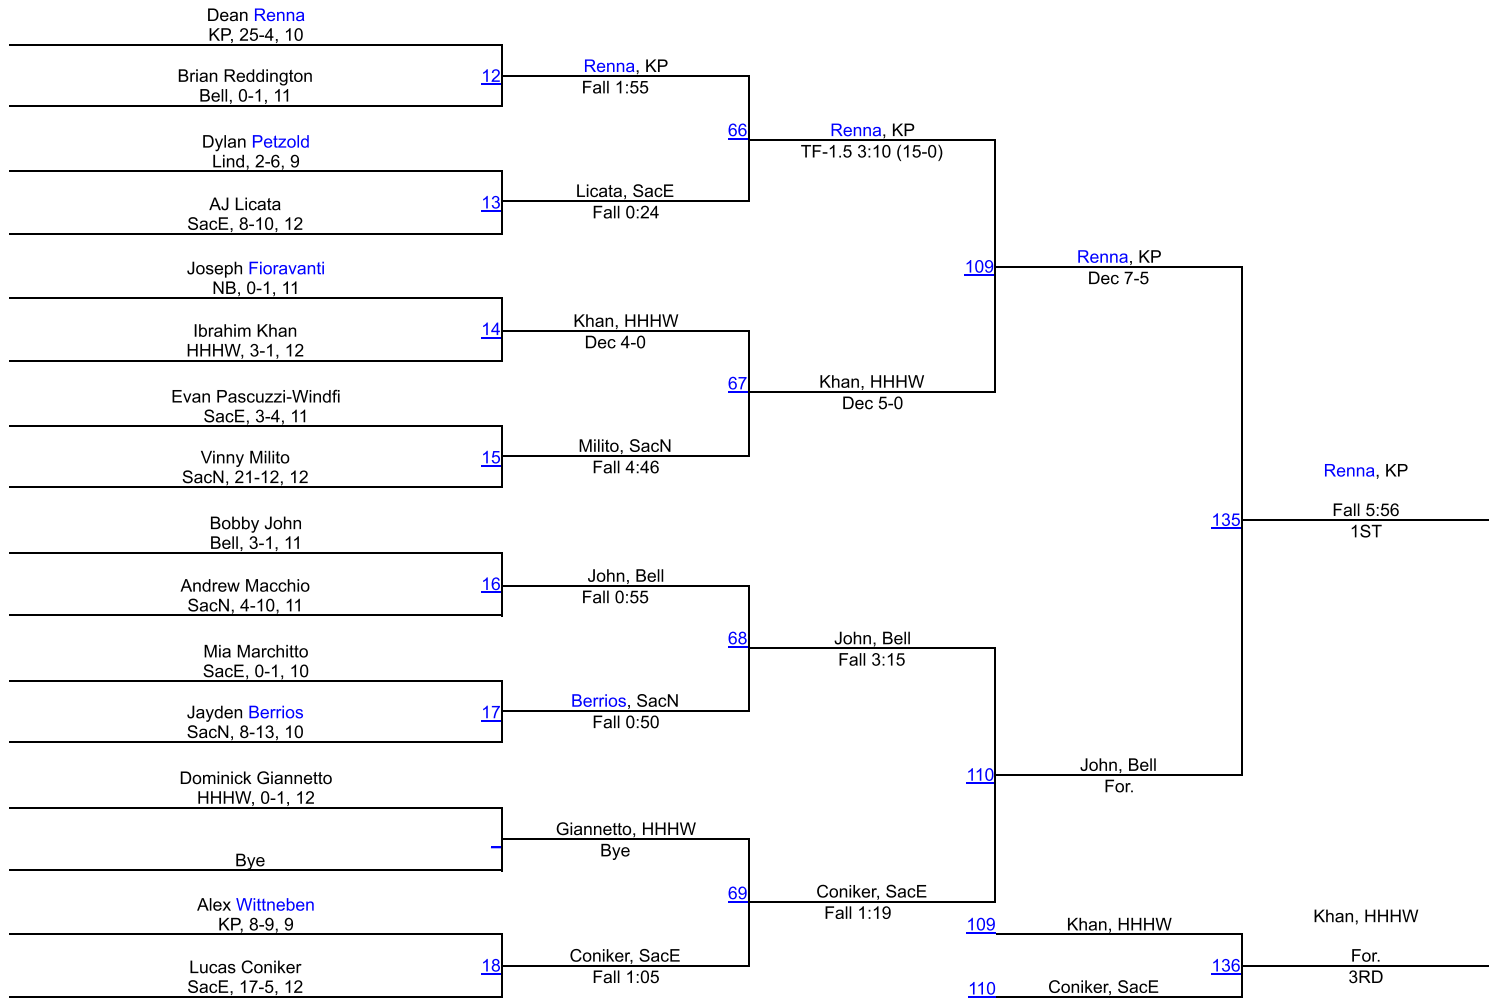 Dean Renna
KP, 25-4, 10
Brian Reddington
Bell, 0-1, 11
12
Renna, KP
Fall 1:55
Dylan Petzold
Lind, 2-6, 9
AJ Licata
SacE, 8-10, 12
13
Licata, SacE
Fall 0:24
66
Renna, KP
TF-1.5 3:10 (15-0)
Joseph Fioravanti
NB, 0-1, 11
Ibrahim Khan
HHHW, 3-1, 12
14
Khan, HHHW
Dec 4-0
Evan Pascuzzi-Windfi
SacE, 3-4, 11
Vinny Milito
SacN, 21-12, 12
15
Milito, SacN
Fall 4:46
67
Khan, HHHW
Dec 5-0
109
Renna, KP
Dec 7-5
Bobby John
Bell, 3-1, 11
Andrew Macchio
SacN, 4-10, 11
16
John, Bell
Fall 0:55
Mia Marchitto
SacE, 0-1, 10
Jayden Berrios
SacN, 8-13, 10
17
Berrios, SacN
Fall 0:50
68
John, Bell
Fall 3:15
Dominick Giannetto
HHHW, 0-1, 12
Bye
Giannetto, HHHW
Bye
Alex Wittneben
KP, 8-9, 9
Lucas Coniker
SacE, 17-5, 12
18
Coniker, SacE
Fall 1:05
69
Coniker, SacE
Fall 1:19
110
John, Bell
For.
135
Renna, KP
Fall 5:56
1ST
109
Khan, HHHW
110
Coniker, SacE
136
Khan, HHHW
For.
3RD